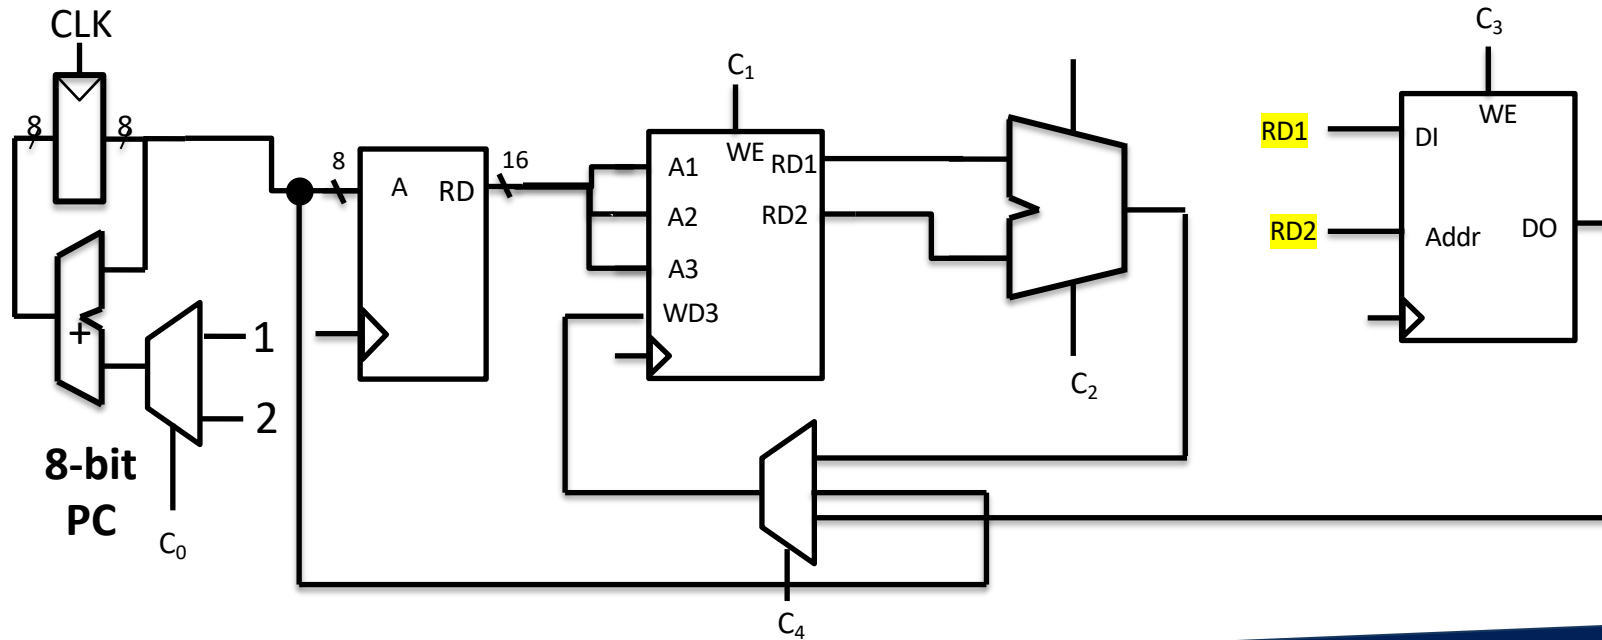 CLK
8
8
+
1
2
8-bit
PC
C₀
8
A
RD
16
C₁
WE
A1
RD1
A2
RD2
A3
WD3
C₂
C₄
RD1
RD2
C₃
WE
DI
Addr
DO